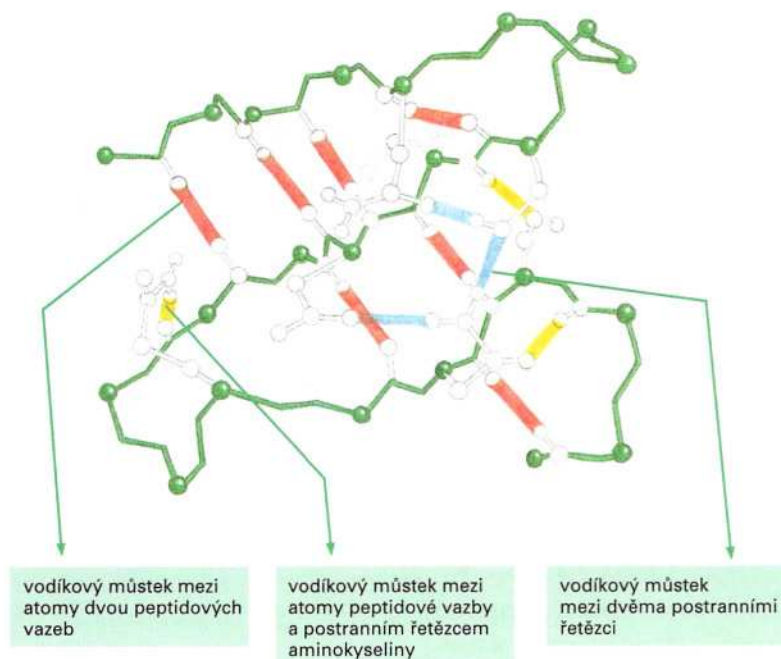 vodíkový můstek mezi
atomy dvou peptidových
vazeb
vodíkový můstek mezi
atomy peptidové vazby
a postranním řetězcem
aminokyseliny
vodíkový můstek
mezi dvěma postranními
řetězci